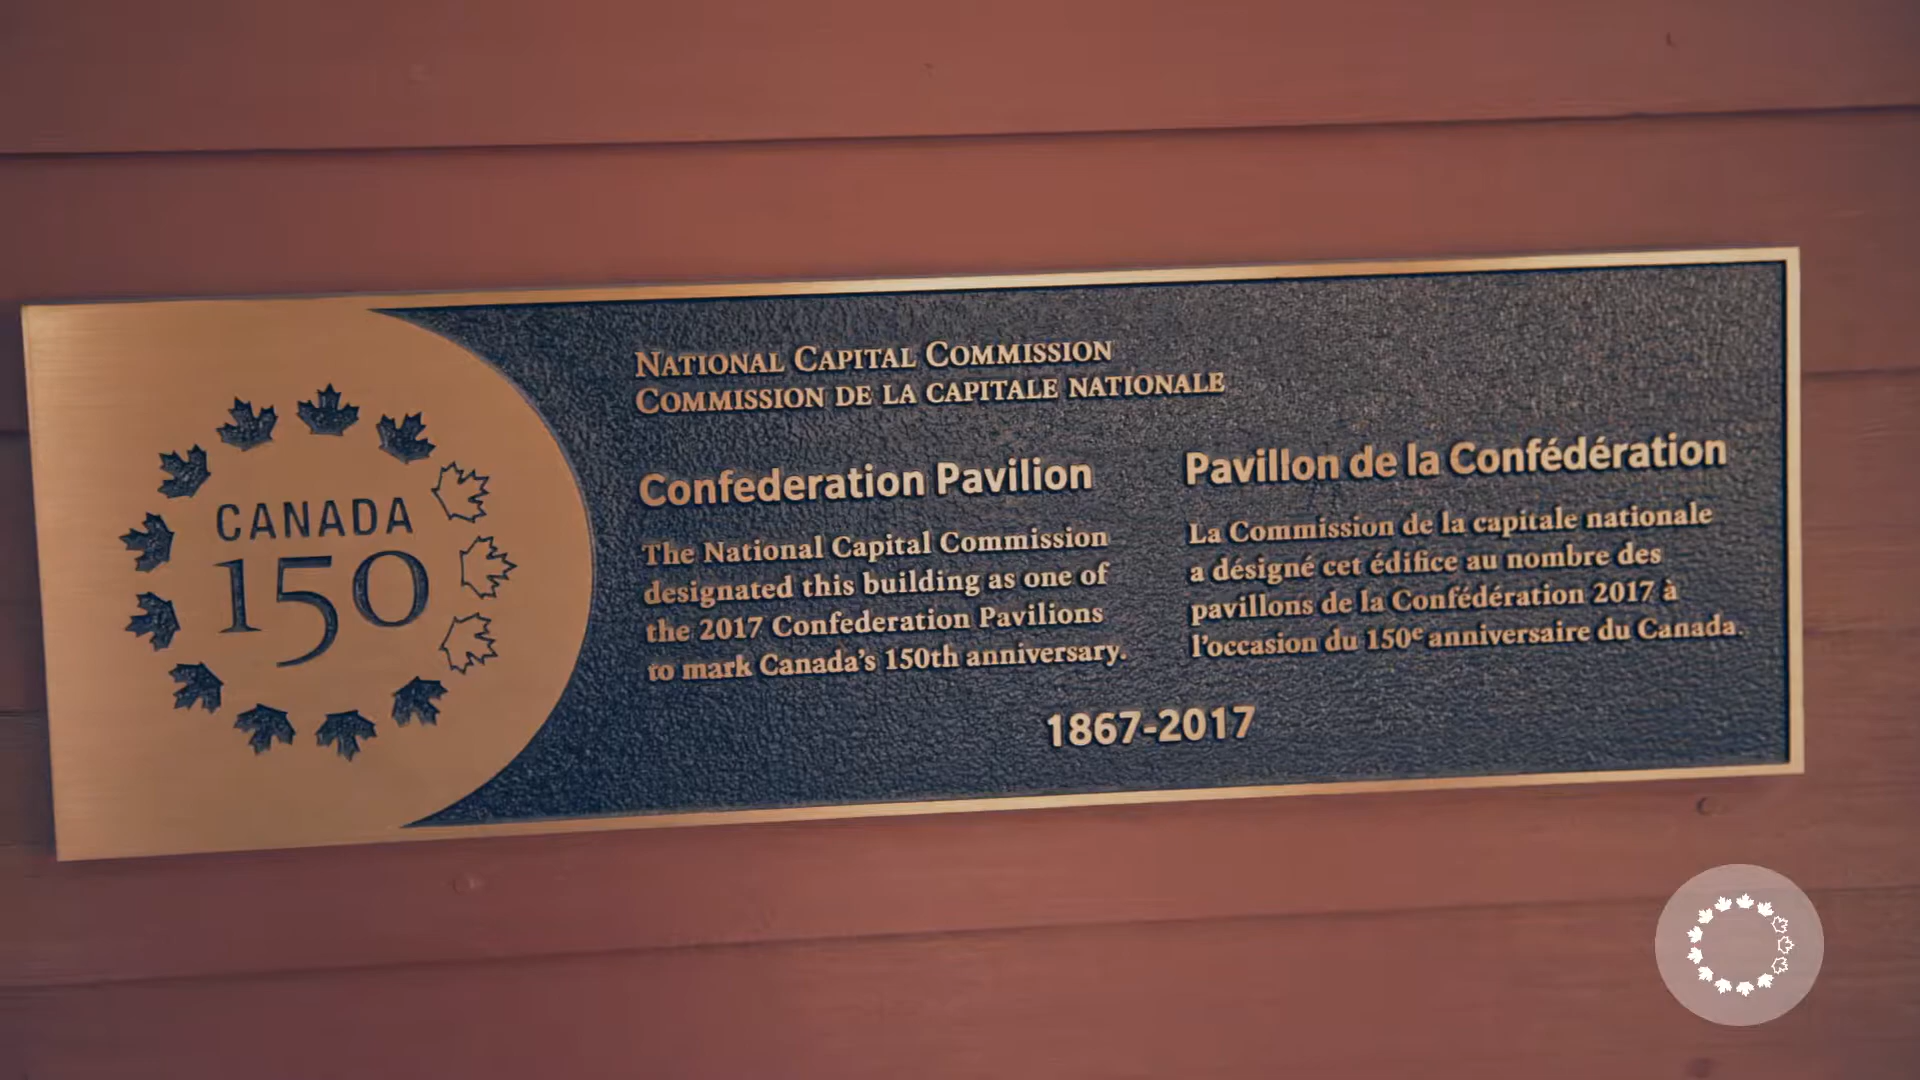 CANADA
150
NATIONAL CAPITAL COMMISSION
COMMISSION DE LA CAPITALE NATIONALE
Confederation Pavilion
The National Capital Commission
designated this building as one of
the 2017 Confederation Pavilions
to mark Canada's 150th anniversary.
Pavillon de la Confédération
La Commission de la capitale nationale
a désigné cet édifice au nombre des
pavillons de la Confédération 2017 à
l'occasion du 150e anniversaire du Canada.
1867-2017